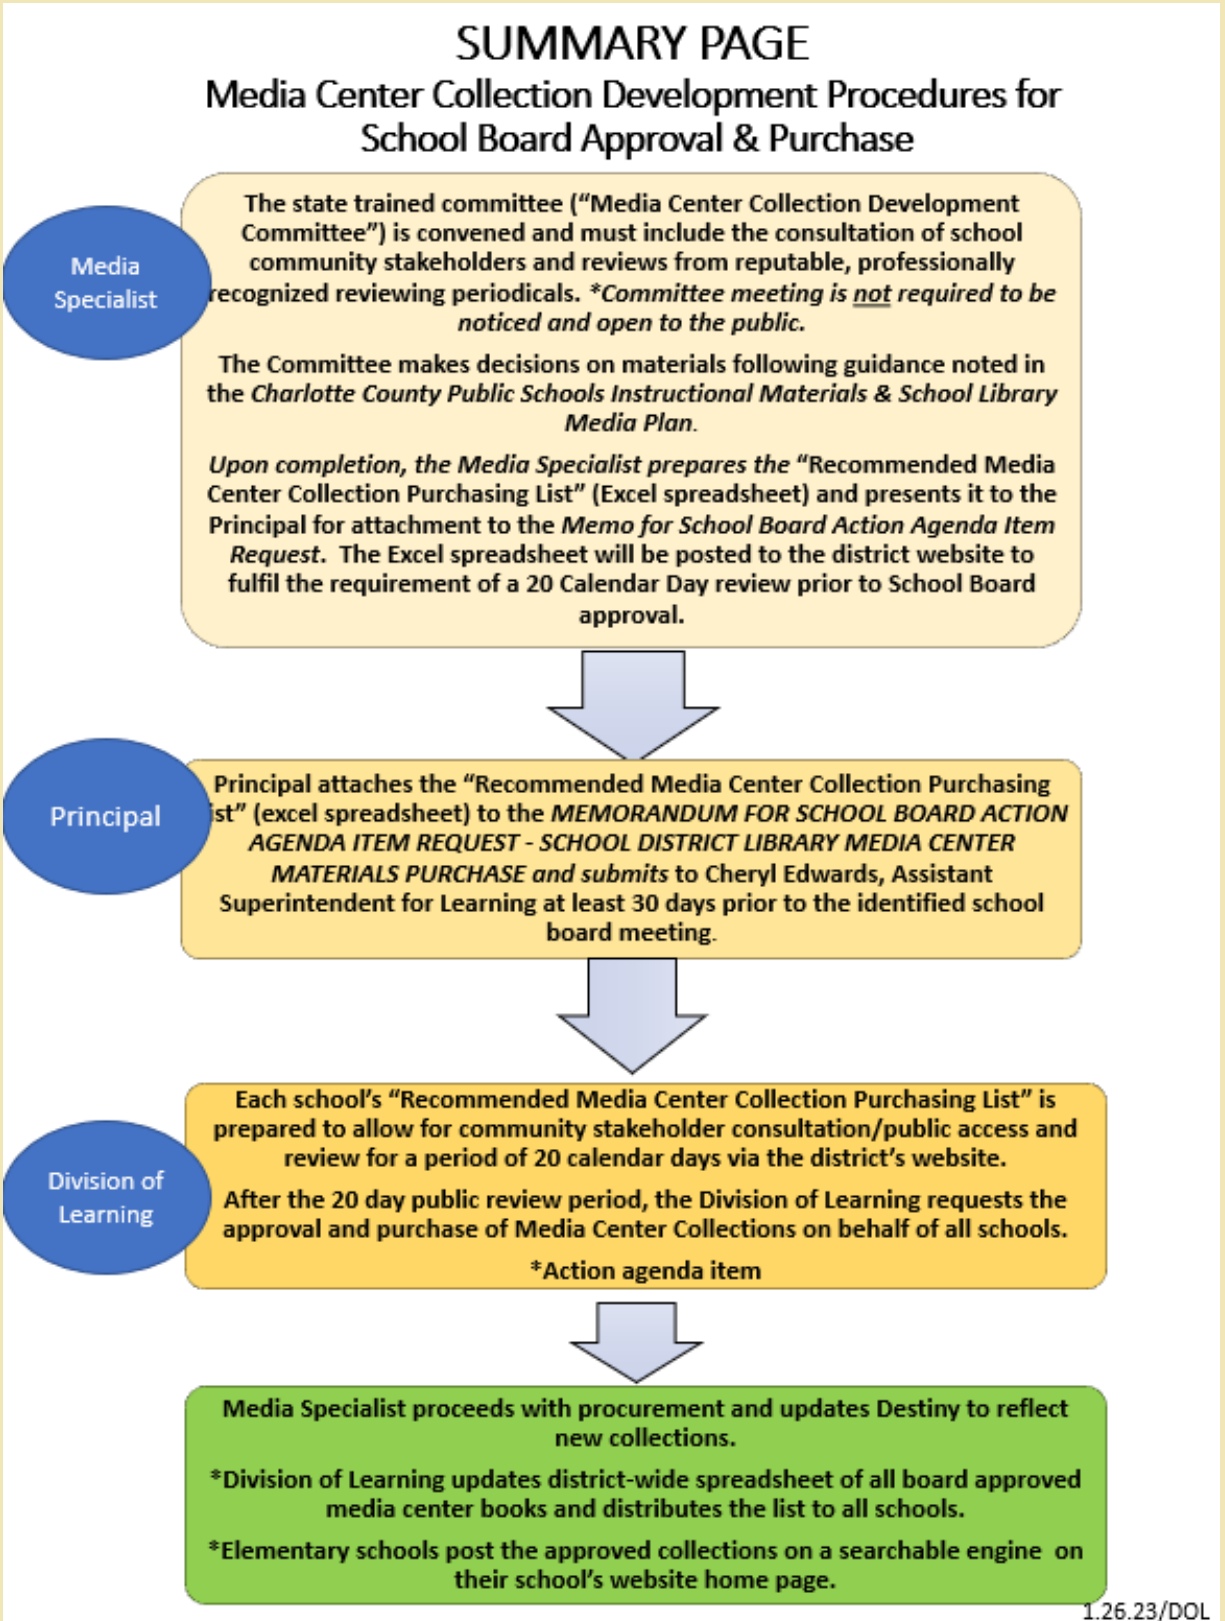 SUMMARY PAGE
Media Center Collection Development Procedures for
School Board Approval & Purchase
Media
Specialist
The state trained committee (“Media Center Collection Development
Committee”) is convened and must include the consultation of school
community stakeholders and reviews from reputable, professionally
recognized reviewing periodicals. *Committee meeting is not required to be
noticed and open to the public.
The Committee makes decisions on materials following guidance noted in
the Charlotte County Public Schools Instructional Materials & School Library
Media Plan.
Upon completion, the Media Specialist prepares the “Recommended Media
Center Collection Purchasing List” (Excel spreadsheet) and presents it to the
Principal for attachment to the Memo for School Board Action Agenda Item
Request. The Excel spreadsheet will be posted to the district website to
fulfil the requirement of a 20 Calendar Day review prior to School Board
approval.
Principal
Principal attaches the “Recommended Media Center Collection Purchasing
ist” (excel spreadsheet) to the MEMORANDUM FOR SCHOOL BOARD ACTION
AGENDA ITEM REQUEST - SCHOOL DISTRICT LIBRARY MEDIA CENTER
MATERIALS PURCHASE and submits to Cheryl Edwards, Assistant
Superintendent for Learning at least 30 days prior to the identified school
board meeting.
Division of
Learning
Each school’s “Recommended Media Center Collection Purchasing List” is
prepared to allow for community stakeholder consultation/public access and
review for a period of 20 calendar days via the district’s website.
After the 20 day public review period, the Division of Learning requests the
approval and purchase of Media Center Collections on behalf of all schools.
*Action agenda item
Media Specialist proceeds with procurement and updates Destiny to reflect
new collections.
*Division of Learning updates district-wide spreadsheet of all board approved
media center books and distributes the list to all schools.
*Elementary schools post the approved collections on a searchable engine on
their school’s website home page.
1.26.23/DOL